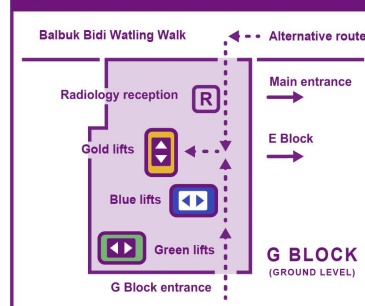 Balbuk Bidi Watling Walk
Alternative route
Main entrance
Radiology reception
R
E Block
Gold lifts
Blue lifts
Green lifts
G BLOCK
(GROUND LEVEL)
G Block entrance